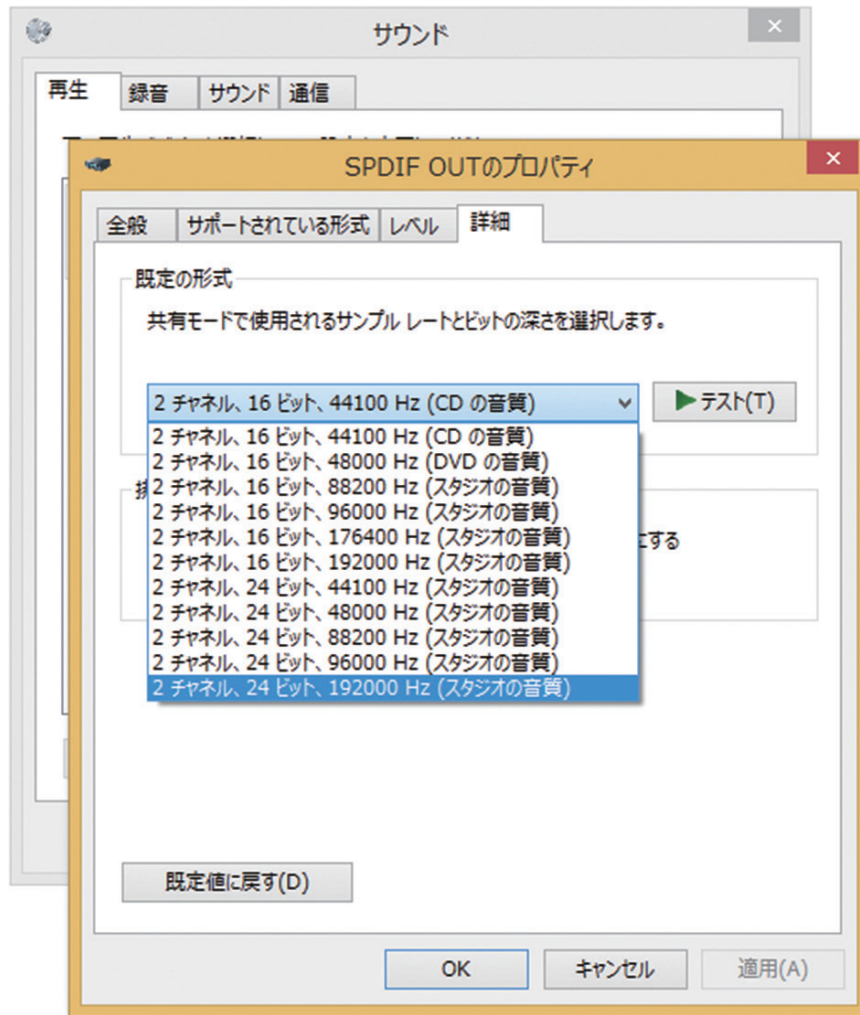 サウンド
再生
録音
サウンド
通信
SPDIF OUTのプロパティ
全般
サポートされている形式
レベル
詳細
既定の形式
共有モードで使用されるサンプル レートとビットの深さを選択します。
2 チャネル、16 ビット、44100 Hz (CD の音質)
テスト(T)
2 チャネル、16 ビット、44100 Hz (CD の音質)
2 チャネル、16 ビット、48000 Hz (DVD の音質)
2 チャネル、16 ビット、88200 Hz (スタジオの音質)
2 チャネル、16 ビット、96000 Hz (スタジオの音質)
2 チャネル、16 ビット、176400 Hz (スタジオの音質)
2 チャネル、16 ビット、192000 Hz (スタジオの音質)
2 チャネル、24 ビット、44100 Hz (スタジオの音質)
2 チャネル、24 ビット、48000 Hz (スタジオの音質)
2 チャネル、24 ビット、88200 Hz (スタジオの音質)
2 チャネル、24 ビット、96000 Hz (スタジオの音質)
2 チャネル、24 ビット、192000 Hz (スタジオの音質)
する
既定値に戻す(D)
OK
キャンセル
適用(A)